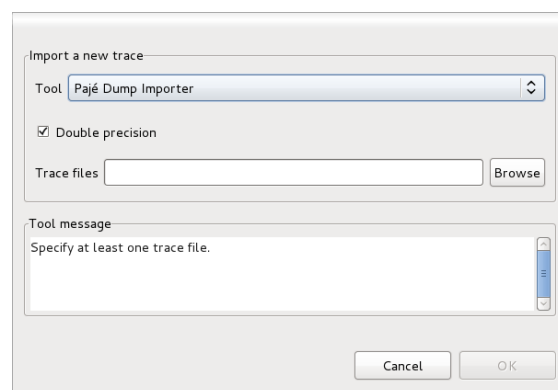 Import a new trace
Tool Pajé Dump Importer
Double precision
Trace files Browse
Tool message
Specify at least one trace file.
Cancel OK